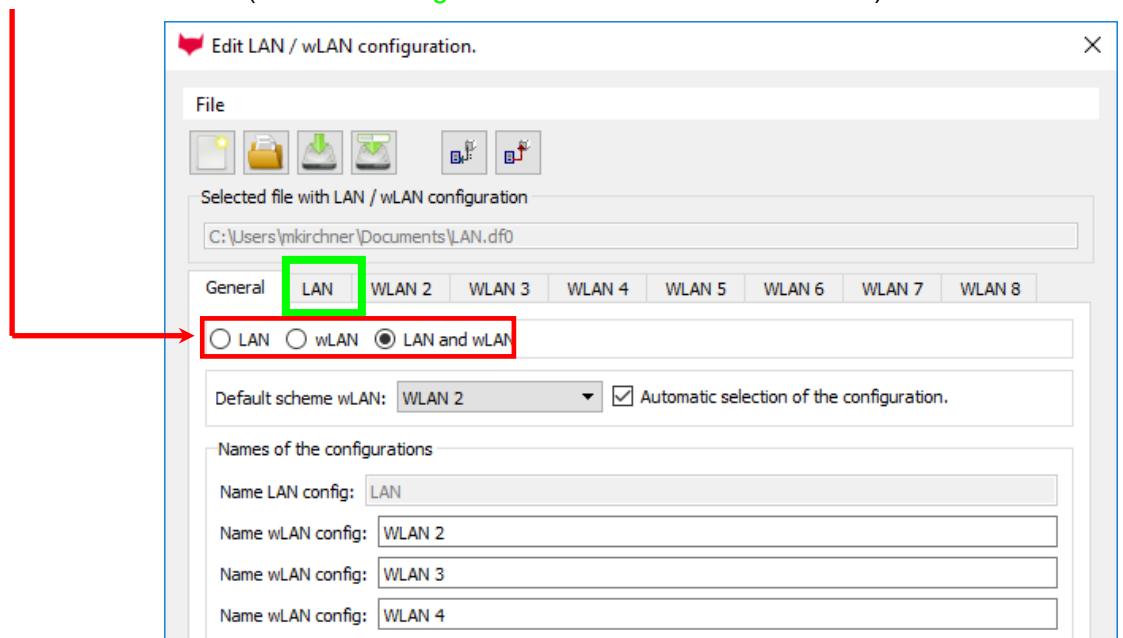 Edit LAN / wLAN configuration.
File
Selected file with LAN / wLAN configuration
C:\Users\mkirchner\Documents\LAN.df0
General LAN WLAN 2 WLAN 3 WLAN 4 WLAN 5 WLAN 6 WLAN 7 WLAN 8
LAN wLAN LAN and wLAN
Default scheme wLAN: WLAN 2 Automatic selection of the configuration.
Names of the configurations
Name LAN config: LAN
Name wLAN config: WLAN 2
Name wLAN config: WLAN 3
Name wLAN config: WLAN 4